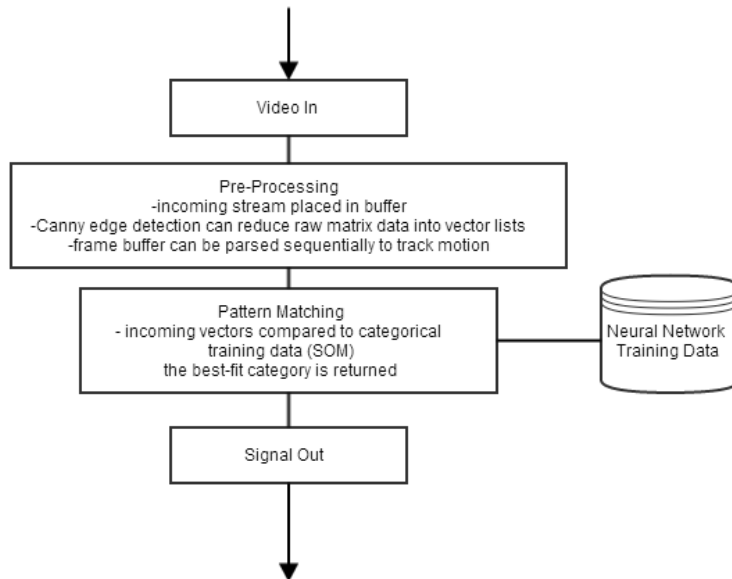 Video In
Pre-Processing
-incoming stream placed in buffer
-Canny edge detection can reduce raw matrix data into vector lists
-frame buffer can be parsed sequentially to track motion
Pattern Matching
- incoming vectors compared to categorical
training data (SOM)
the best-fit category is returned
Neural Network
Training Data
Signal Out